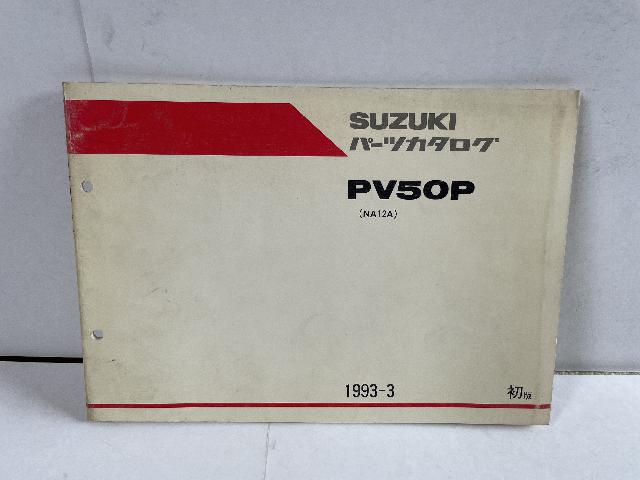 SUZUKI
パーツカタログ
PV50P
(NA12A)
1993-3
初版